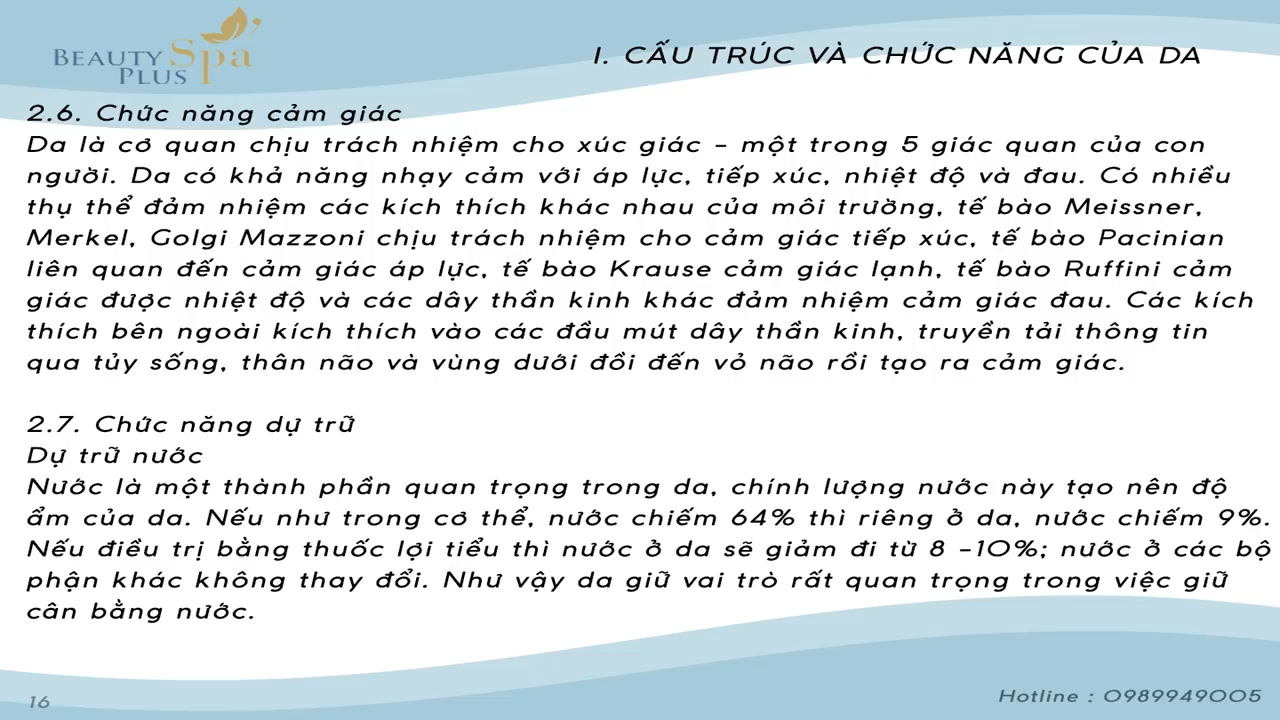 BEAUTY Spa
PLUS
I. CẤU TRÚC VÀ CHỨC NĂNG CỦA DA
2.6. Chức năng cảm giác
Da là cơ quan chịu trách nhiệm cho xúc giác – một trong 5 giác quan của con
người. Da có khả năng nhạy cảm với áp lực, tiếp xúc, nhiệt độ và đau. Có nhiều
thụ thể đảm nhiệm các kích thích khác nhau của môi trường, tế bào Meissner,
Merkel, Golgi Mazzoni chịu trách nhiệm cho cảm giác tiếp xúc, tế bào Pacinian
liên quan đến cảm giác áp lực, tế bào Krause cảm giác lạnh, tế bào Ruffini cảm
giác được nhiệt độ và các dây thần kinh khác đảm nhiệm cảm giác đau. Các kích
thích bên ngoài kích thích vào các đầu mút dây thần kinh, truyền tải thông tin
qua tủy sống, thân não và vùng dưới đồi đến vỏ não rồi tạo ra cảm giác.
2.7. Chức năng dự trữ
Dự trữ nước
Nước là một thành phần quan trọng trong da, chính lượng nước này tạo nên độ
ẩm của da. Nếu như trong cơ thể, nước chiếm 64% thì riêng ở da, nước chiếm 9%.
Nếu điều trị bằng thuốc lợi tiểu thì nước ở da sẽ giảm đi từ 8 –10%; nước ở các bộ
phận khác không thay đổi. Như vậy da giữ vai trò rất quan trọng trong việc giữ
cân bằng nước.
16
Hotline : 0989949005